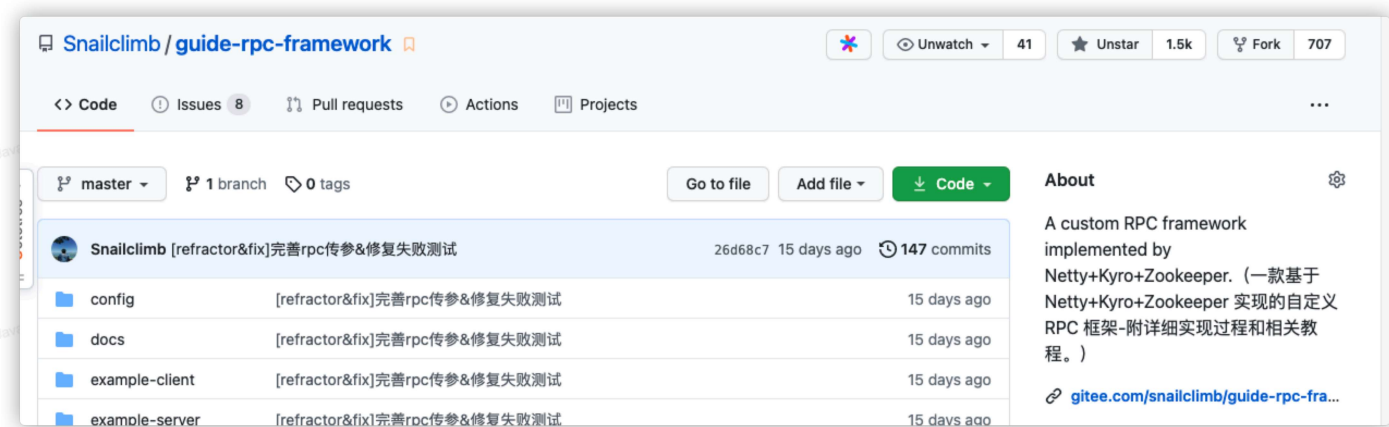 Snailclimb / guide-rpc-framework
Unwatch 41 Unstar 1.5k Fork 707
<> Code Issues 8 Pull requests Actions Projects ...
master 1 branch 0 tags Go to file Add file Code
Snailclimb [refractor&fix]完善rpc传参&修复失败测试 26d68c7 15 days ago 147 commits
config [refractor&fix]完善rpc传参&修复失败测试 15 days ago
docs [refractor&fix]完善rpc传参&修复失败测试 15 days ago
example-client [refractor&fix]完善rpc传参&修复失败测试 15 days ago
example-server [refractor&fix]完善rpc传参&修复失败测试 15 days ago
About
A custom RPC framework
implemented by
Netty+Kyro+Zookeeper.（一款基于
Netty+Kyro+Zookeeper 实现的自定义
RPC 框架-附详细实现过程和相关教
程。）
gitee.com/snailclimb/guide-rpc-fra...